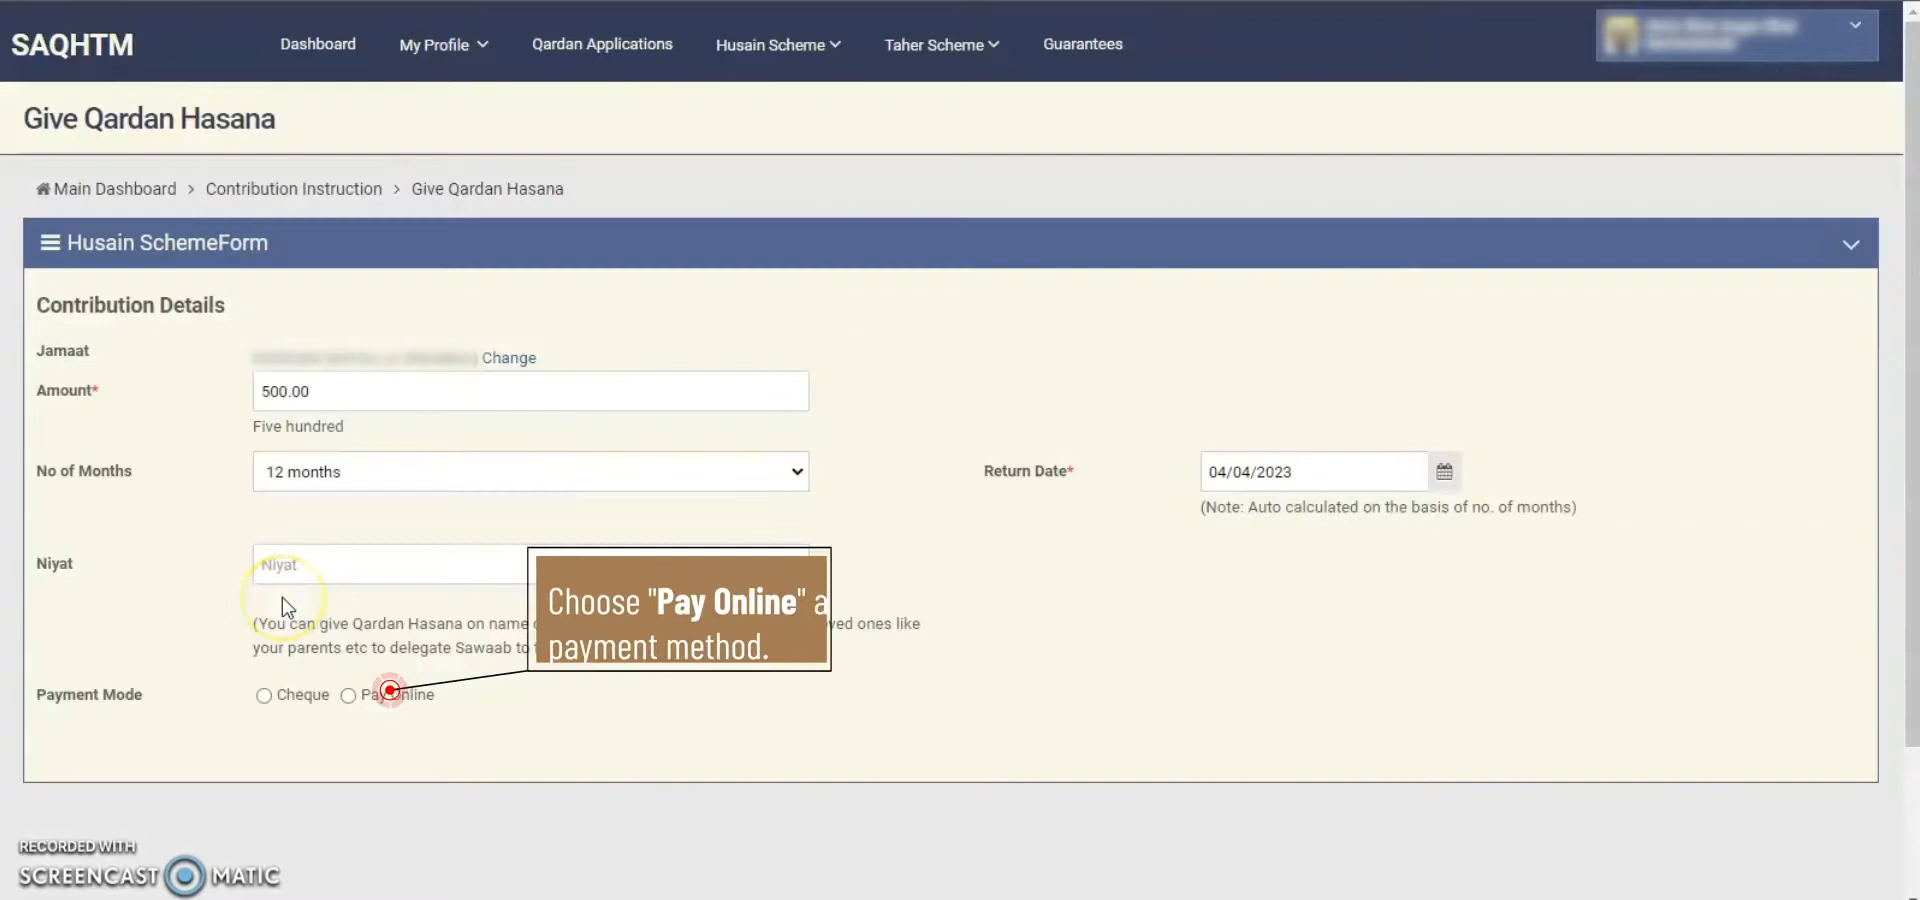 SAQHTM
Dashboard
My Profile
Qardan Applications
Husain Scheme
Taher Scheme
Guarantees
Give Qardan Hasana
Main Dashboard > Contribution Instruction > Give Qardan Hasana
Husain SchemeForm
Contribution Details
Jamaat
Change
Amount*
500.00
Five hundred
No of Months
12 months
Return Date*
04/04/2023
(Note: Auto calculated on the basis of no. of months)
Niyat
Niyat
(You can give Qardan Hasana on name
ved ones like
your parents etc to delegate Sawaab to
Choose "Pay Online" a
payment method.
Payment Mode
Cheque
Pay Online
RECORDED WITH
SCREENCAST MATIC